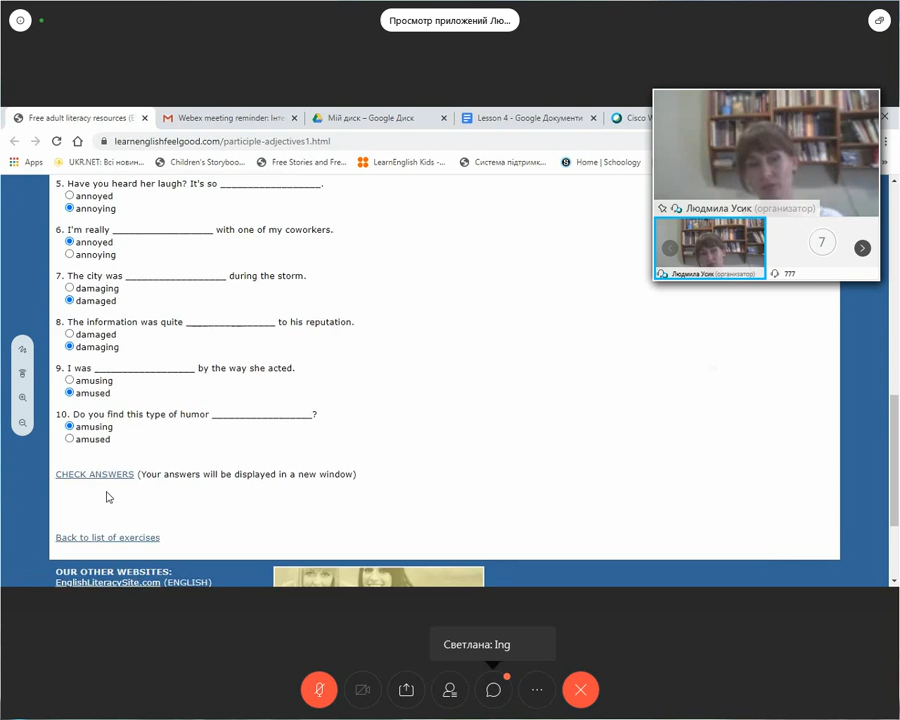 Просмотр приложений Лю...
Free adult literacy resources (E
Webex meeting reminder: Inte
Мій диск – Google Диск
Lesson 4 - Google Документи
Cisco W
learnenglishfeelgood.com/participle-adjectives1.html
Apps
UKR.NET: Всі новин...
Children's Storyboo...
Free Stories and Fre...
LearnEnglish Kids -...
Система підтримк...
Home | Schoology
»
5. Have you heard her laugh? It's so ___________________.
annoyed
annoying
6. I'm really ___________________ with one of my coworkers.
annoyed
annoying
7. The city was ___________________ during the storm.
damaging
damaged
8. The information was quite _________________ to his reputation.
damaged
damaging
9. I was ___________________ by the way she acted.
amusing
amused
10. Do you find this type of humor ___________________?
amusing
amused
CHECK ANSWERS (Your answers will be displayed in a new window)
Back to list of exercises
OUR OTHER WEBSITES:
EnglishLiteracySite.com (ENGLISH)
Людмила Усик (организатор)
Людмила Усик (организатор)
7
777
Светлана: Ing